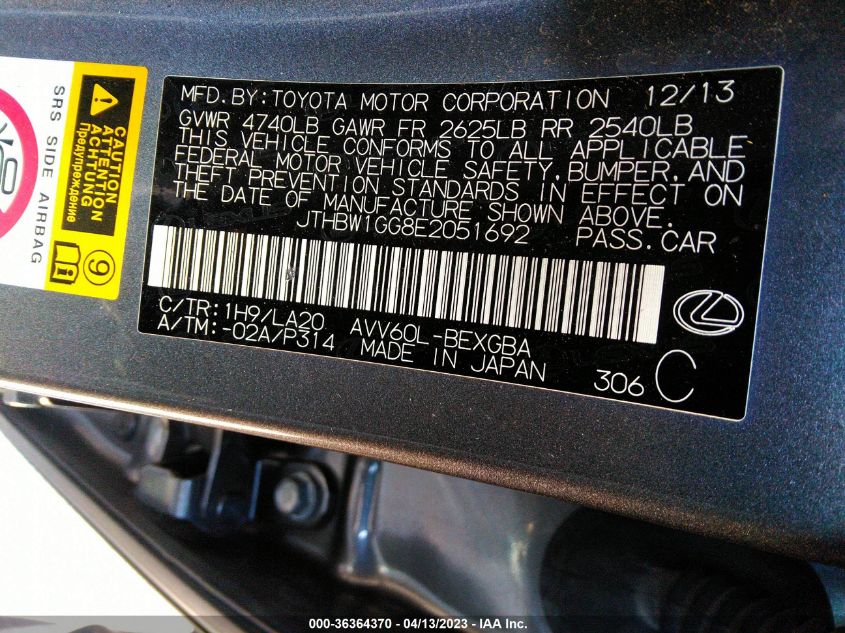 MFD. BY: TOYOTA MOTOR CORPORATION 12/13
GVWR 4740LB GAWR FR 2625LB RR 2540LB
THIS VEHICLE CONFORMS TO ALL APPLICABLE
FEDERAL MOTOR VEHICLE SAFETY, BUMPER, AND
THEFT PREVENTION STANDARDS IN EFFECT ON
THE DATE OF MANUFACTURE SHOWN ABOVE.
JTHBW1GG8E2051692 PASS.CAR
C/TR: 1H9/LA20 AVV60L-BEXGBA
A/TM: -02A/P314 MADE IN JAPAN
306 C
SRS SIDE AIRBAG
CAUTION
ATTENTION
ACHTUNG
Предупреждение
9
000-36364370 - 04/13/2023 - IAA Inc.